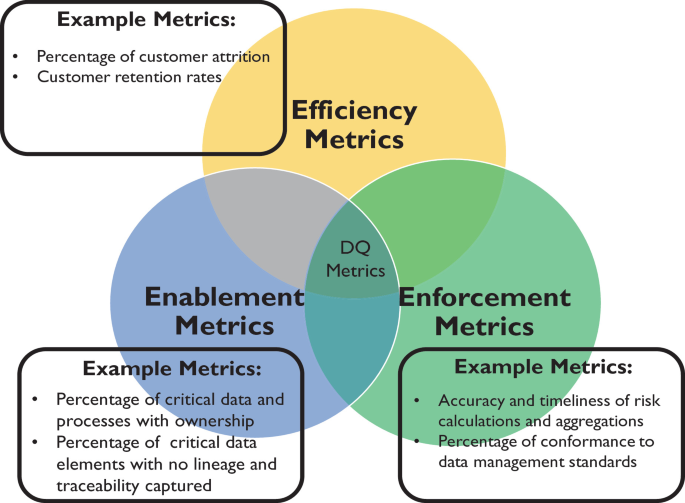 Example Metrics:
• Percentage of customer attrition
• Customer retention rates
Efficiency
Metrics
DQ
Metrics
Enablement
Metrics
Enforcement
Metrics
Example Metrics:
• Percentage of critical data and
processes with ownership
• Percentage of critical data
elements with no lineage and
traceability captured
Example Metrics:
• Accuracy and timeliness of risk
calculations and aggregations
• Percentage of conformance to
data management standards